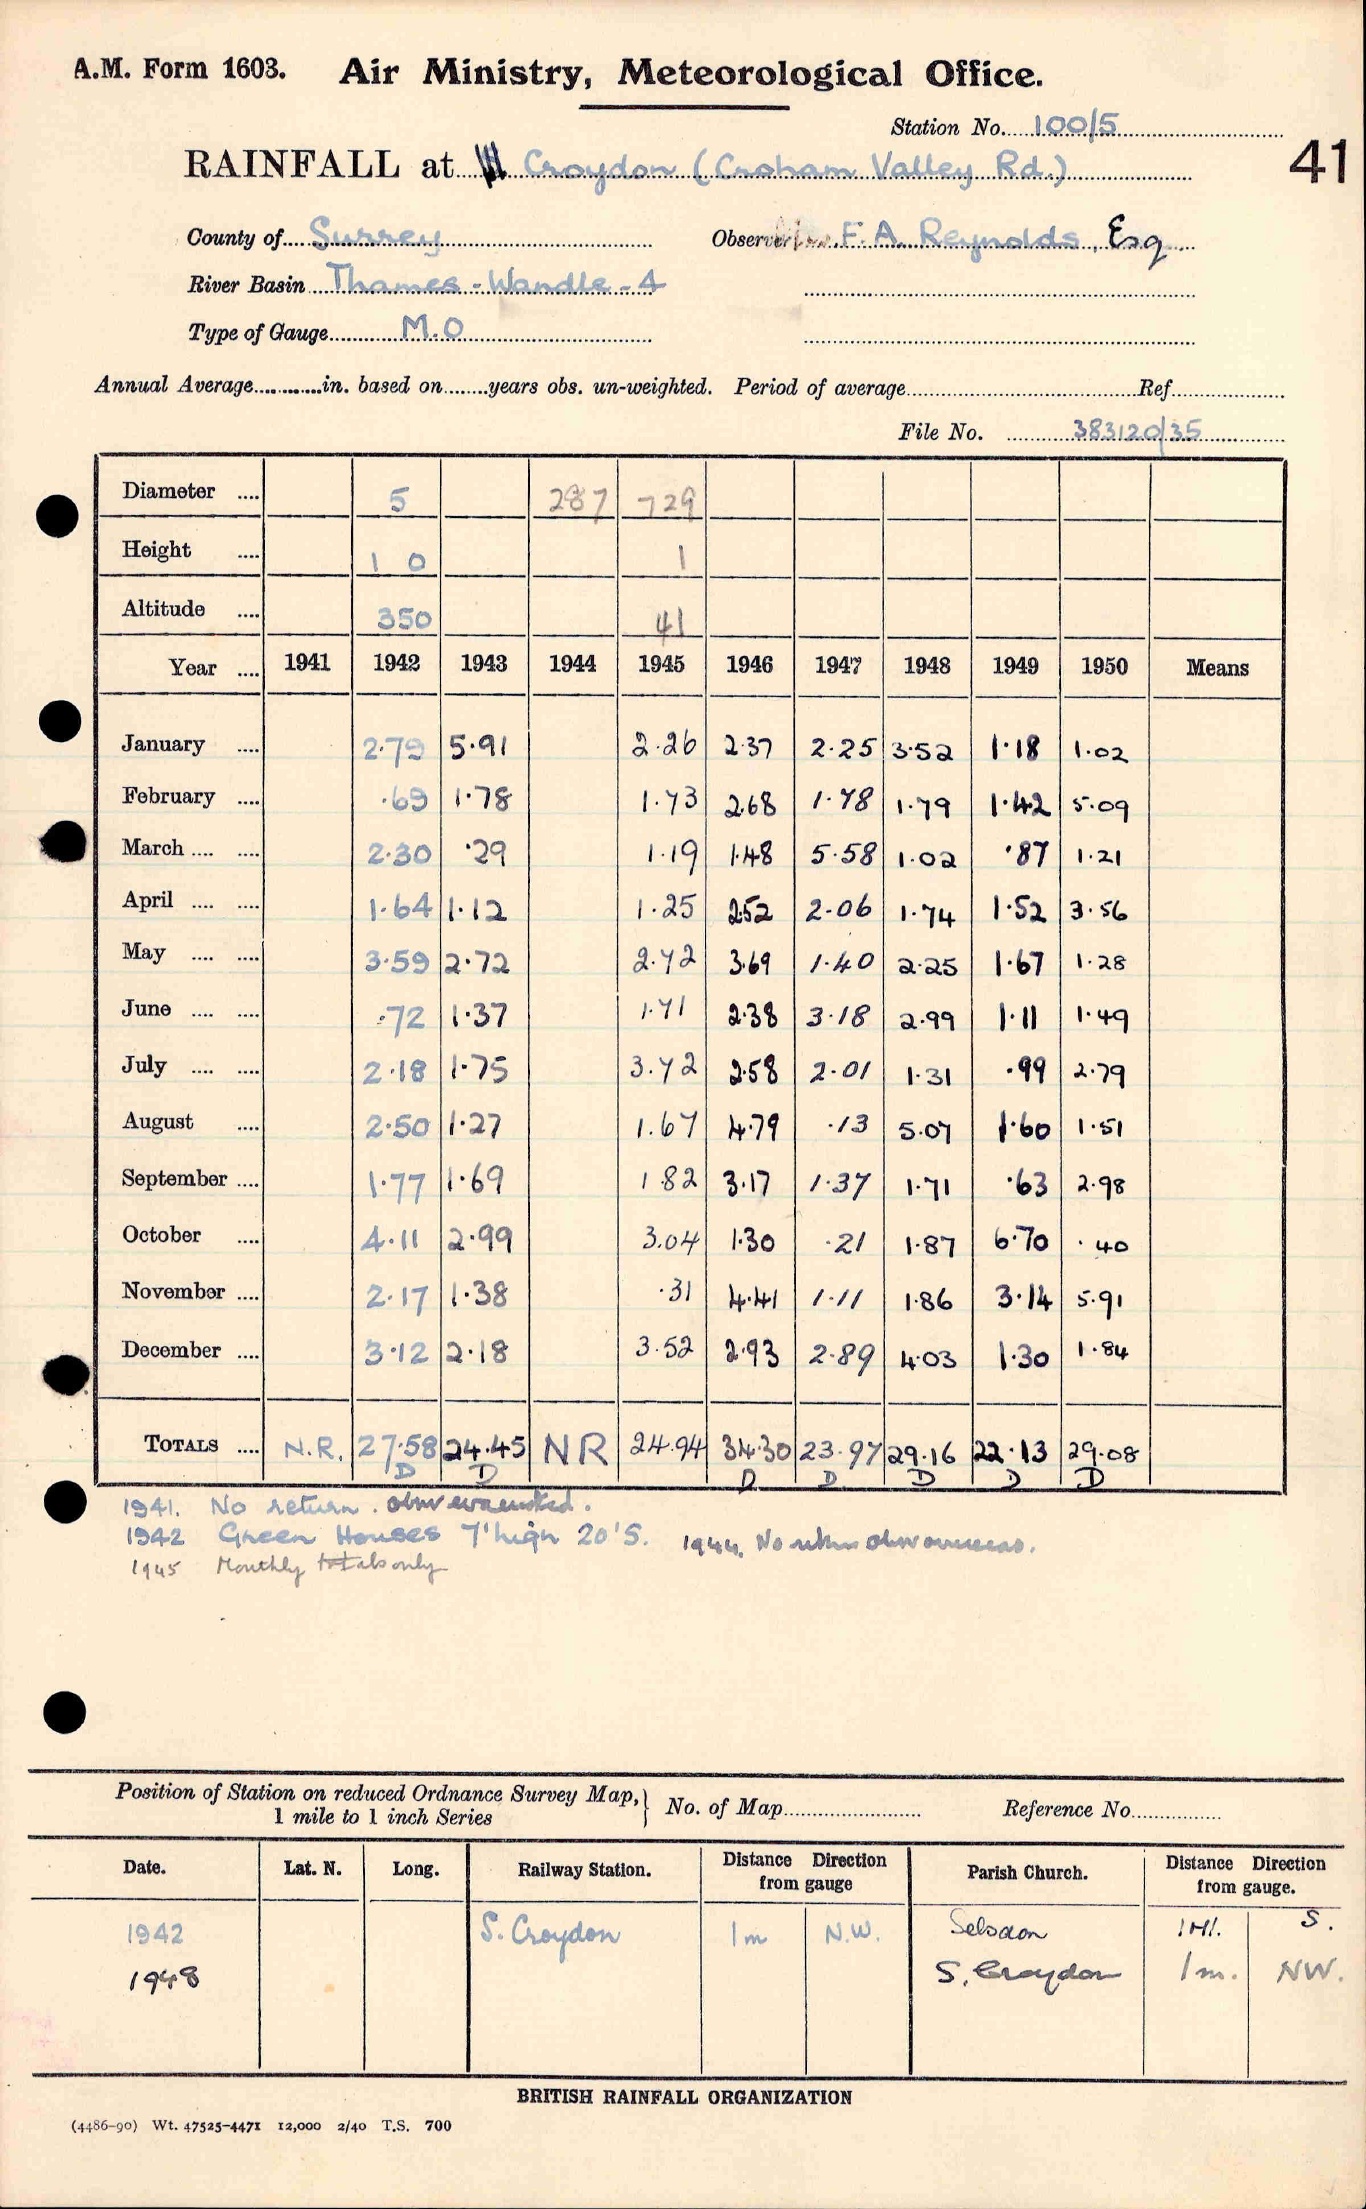 A.M. Form 1603. Air Ministry, Meteorological Office.
Station No. 100/5
41
RAINFALL at Croydon (Croham Valley Rd.)
County of Surrey Observer F. A. Reynolds, Esq
River Basin Thames - Wandle - 4
Type of Gauge M.O
Annual Average in. based on years obs. un-weighted. Period of average Ref
File No. 383120/35
Diameter 5 287 729
Height 1 0 1
Altitude 350 41
Year 1941 1942 1943 1944 1945 1946 1947 1948 1949 1950 Means
January 2.79 5.91 2.26 2.37 2.25 3.52 1.18 1.02
February .69 1.78 1.73 2.68 1.78 1.79 1.42 5.09
March 2.30 .29 1.19 1.48 5.58 1.02 .87 1.21
April 1.64 1.12 1.25 2.52 2.06 1.74 1.52 3.56
May 3.59 2.72 2.72 3.69 1.40 2.25 1.67 1.28
June .72 1.37 1.71 2.38 3.18 2.99 1.11 1.49
July 2.18 1.75 3.72 2.58 2.01 1.31 .99 2.79
August 2.50 1.27 1.67 4.79 .13 5.07 1.60 1.51
September 1.77 1.69 1.82 3.17 1.37 1.71 .63 2.98
October 4.11 2.99 3.04 1.30 .21 1.87 6.70 .40
November 2.17 1.38 .31 4.41 1.11 1.86 3.14 5.91
December 3.12 2.18 3.52 2.93 2.89 4.03 1.30 1.84
TOTALS N.R. 27.58 24.45 NR 24.94 34.30 23.97 29.16 22.13 29.08
D D D D D D D
1941. No return. obsr evacuated.
1942 Green Houses 7' high 20' S. 1944. No return obsr overseas.
1945 Monthly totals only
Position of Station on reduced Ordnance Survey Map, 1 mile to 1 inch Series No. of Map Reference No.
Date. Lat. N. Long. Railway Station. Distance Direction from gauge Parish Church. Distance Direction from gauge.
1942 S. Croydon 1m N.W. Selsdon 1M. S.
1948 S. Croydon 1m. NW.
BRITISH RAINFALL ORGANIZATION
(4486-90) Wt. 47525-4471 12,000 2/40 T.S. 700